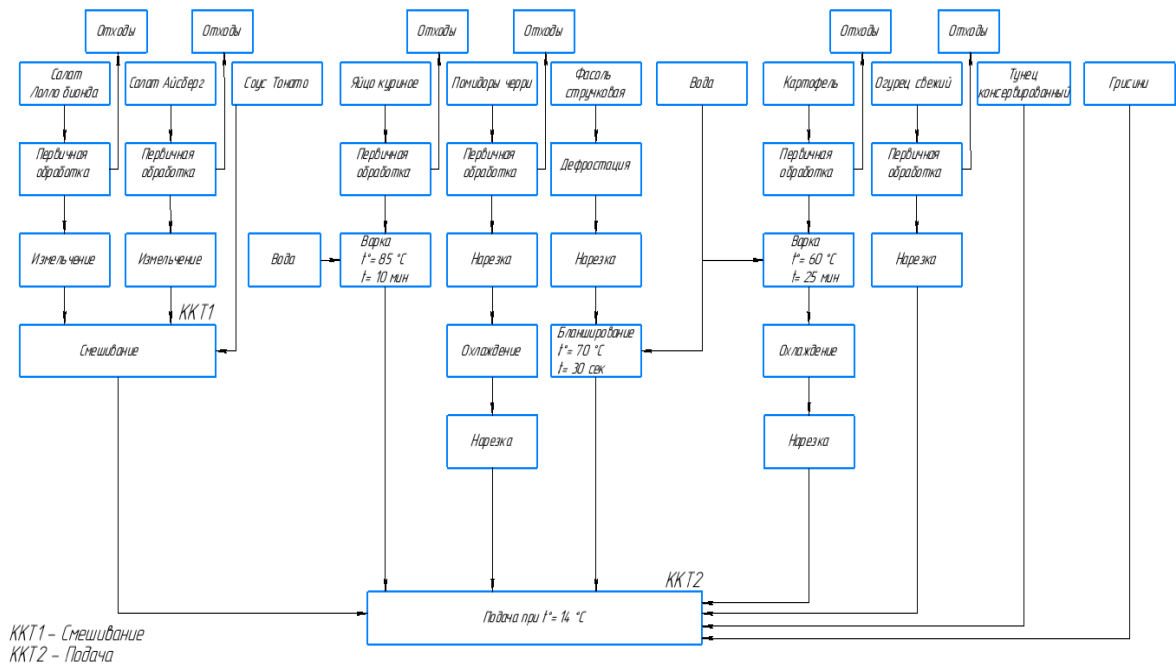 Отходы
Отходы
Отходы
Отходы
Отходы
Отходы
Салат
Лолло бионда
Салат Айсберг
Соус Тонато
Яйцо куриное
Помидоры черри
Фасоль
стручковая
Вода
Картофель
Огурец свежий
Тунец
консервированный
Грисини
Первичная
обработка
Первичная
обработка
Первичная
обработка
Первичная
обработка
Дефростация
Первичная
обработка
Первичная
обработка
Измельчение
Измельчение
Вода
Варка
t°= 85 °C
t= 10 мин
Нарезка
Нарезка
Варка
t°= 60 °C
t= 25 мин
Нарезка
ККТ1
Смешивание
Охлаждение
Бланширование
t°= 70 °C
t= 30 сек
Охлаждение
Нарезка
Нарезка
ККТ2
Подача при t°= 14 °C
ККТ1 - Смешивание
ККТ2 - Подача